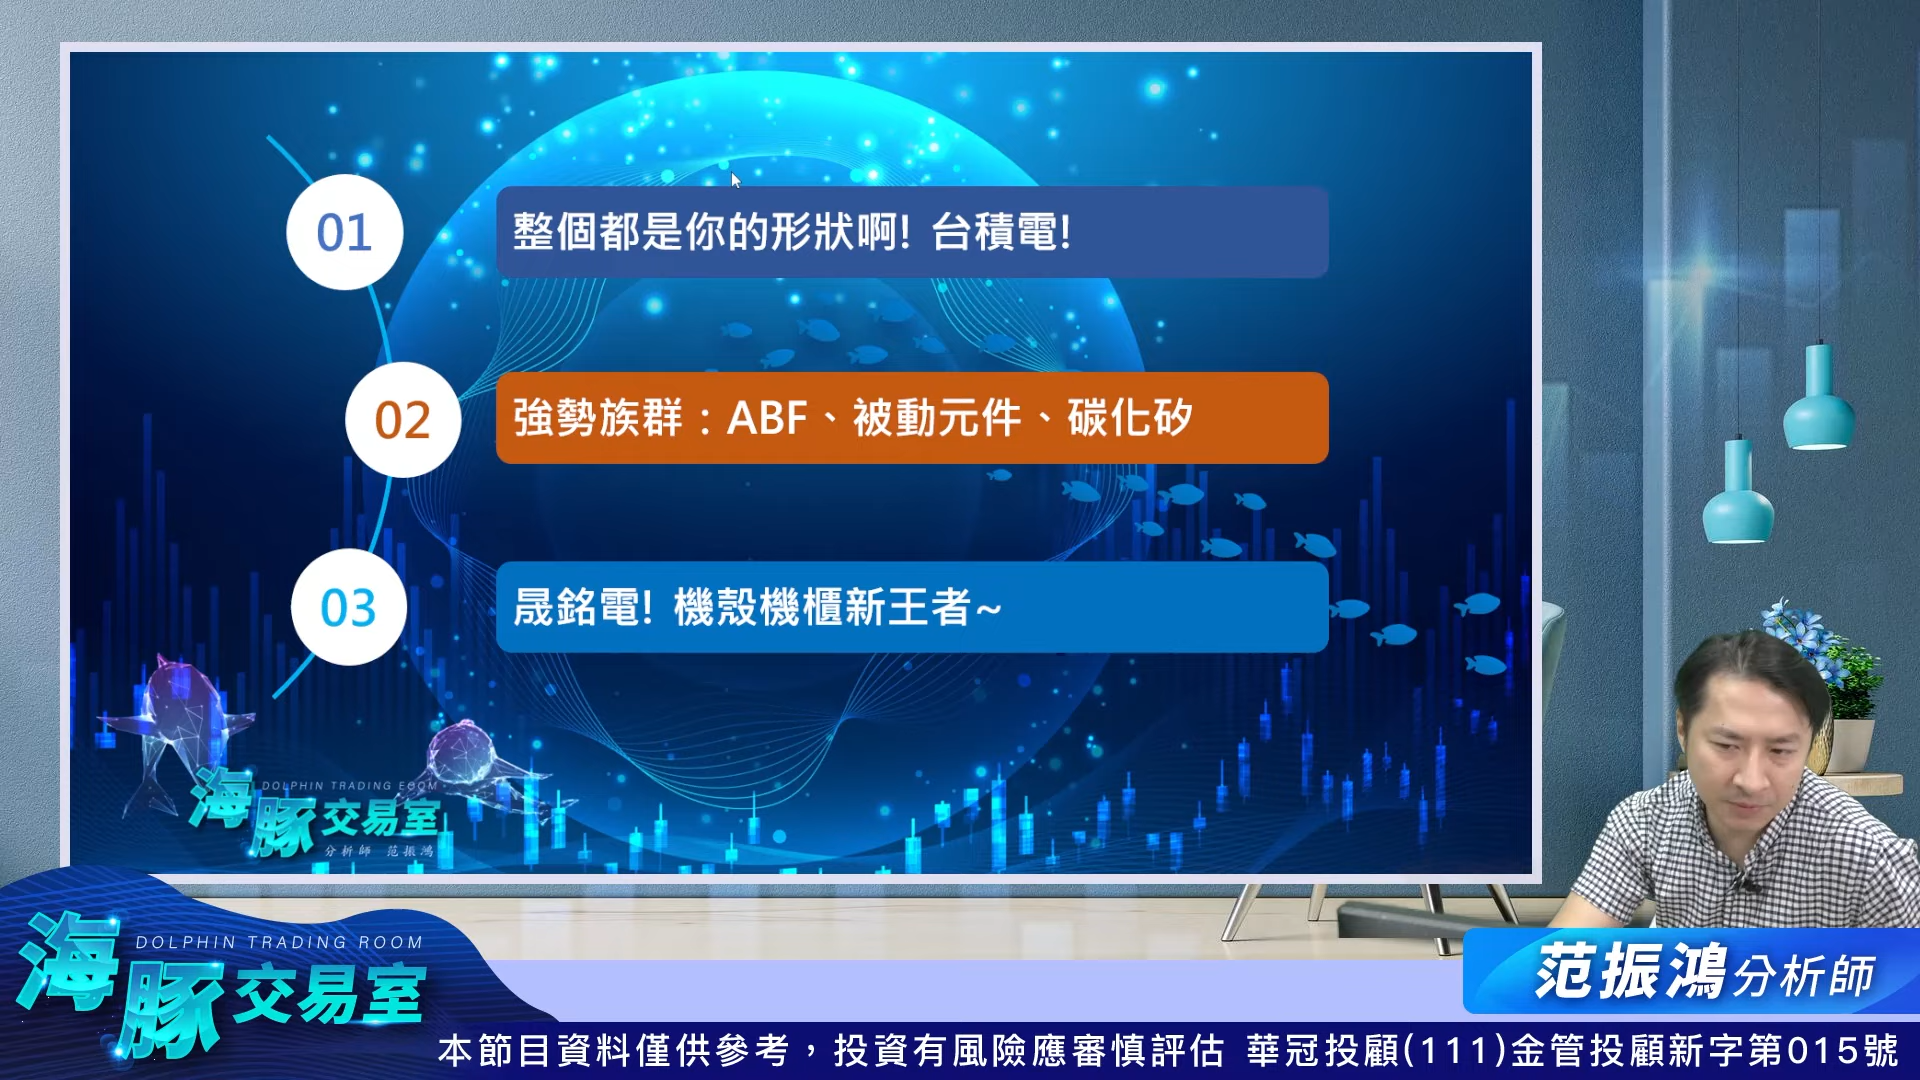 01
整個都是你的形狀啊! 台積電!
02
強勢族群：ABF、被動元件、碳化矽
03
晟銘電! 機殼機櫃新王者~
DOLPHIN TRADING ROOM
海豚交易室
分析師 范振鴻
DOLPHIN TRADING ROOM
海豚交易室
范振鴻分析師
本節目資料僅供參考，投資有風險應審慎評估 華冠投顧(111)金管投顧新字第015號